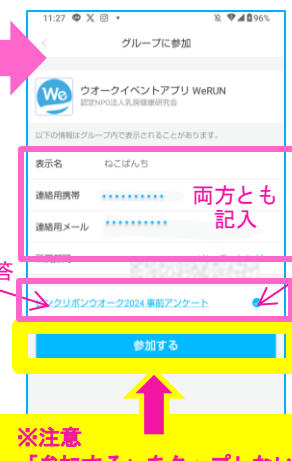 11:27
96%
グループに参加
We
ウオークイベントアプリ WeRUN
認定NPO法人乳房健康研究会
以下の情報はグループ内で表示されることがあります。
表示名 ねこぱんち
連絡用携帯
両方とも
連絡用メール
記入
答
ンクリボンウオーク2024 事前アンケート
参加する
※注意
「参加する」をタップしない